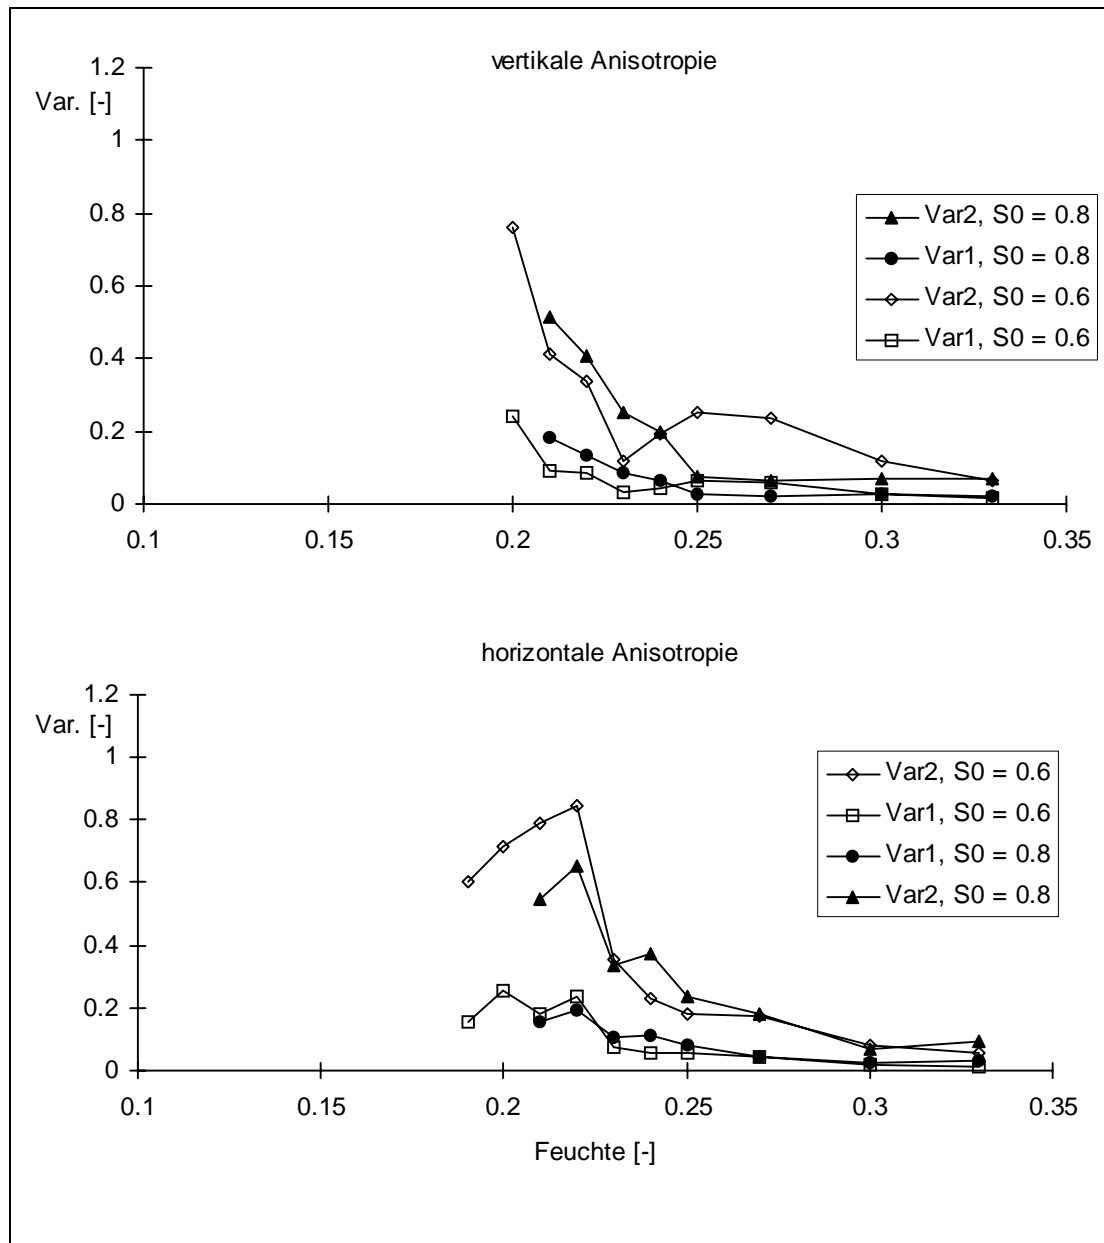 vertikale Anisotropie
1.2
Var. [-]
1
0.8
0.6
0.4
0.2
0
0.1 0.15 0.2 0.25 0.3 0.35
Var2, S0 = 0.8
Var1, S0 = 0.8
Var2, S0 = 0.6
Var1, S0 = 0.6
horizontale Anisotropie
1.2
Var. [-]
1
0.8
0.6
0.4
0.2
0
0.1 0.15 0.2 0.25 0.3 0.35
Var2, S0 = 0.6
Var1, S0 = 0.6
Var1, S0 = 0.8
Var2, S0 = 0.8
Feuchte [-]